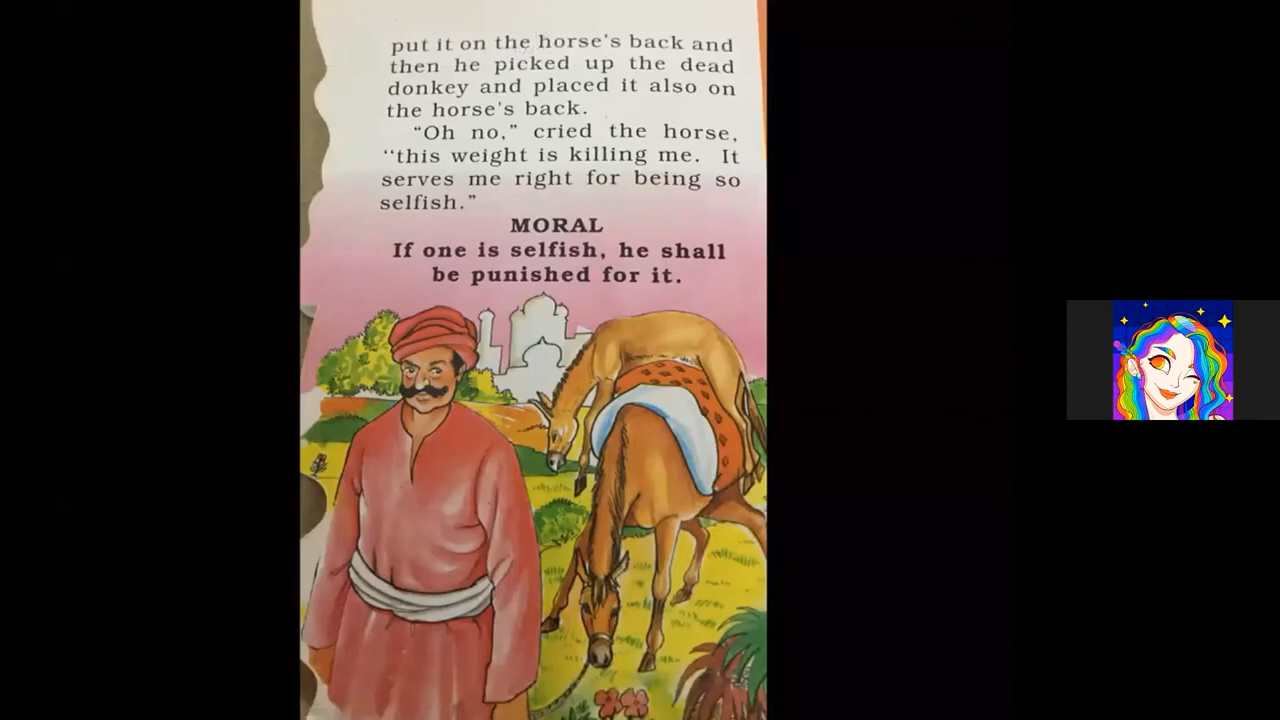 put it on the horse's back and
then he picked up the dead
donkey and placed it also on
the horse's back.
"Oh no," cried the horse,
"this weight is killing me. It
serves me right for being so
selfish."
MORAL
If one is selfish, he shall
be punished for it.